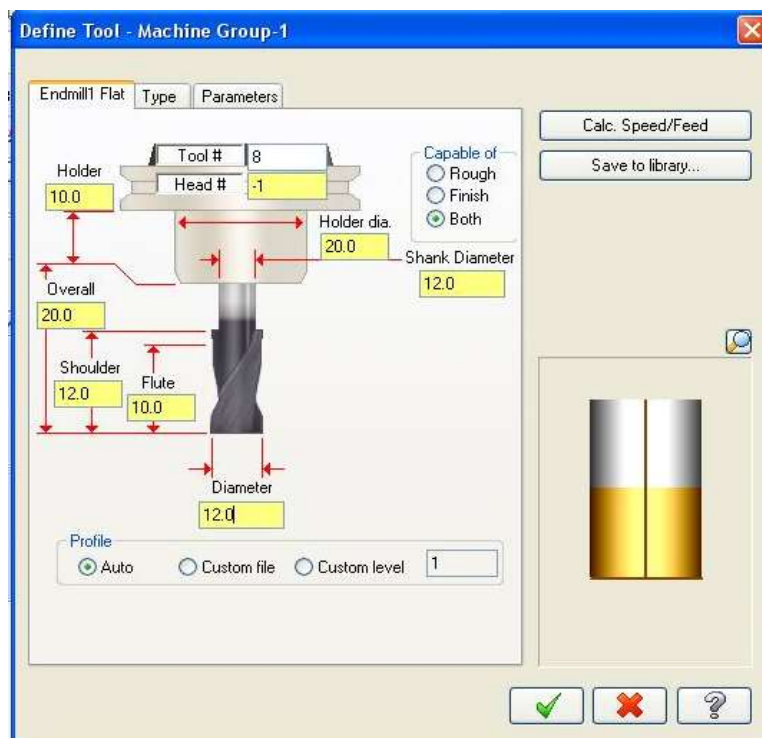 Define Tool - Machine Group-1
Endmill1 Flat Type Parameters
Calc. Speed/Feed
Save to library...
Tool # 8
Head # -1
Capable of
Rough
Finish
Both
Holder
10.0
Holder dia.
20.0
Shank Diameter
12.0
Overall
20.0
Shoulder
12.0
Flute
10.0
Diameter
12.0
Profile
Auto Custom file Custom level 1